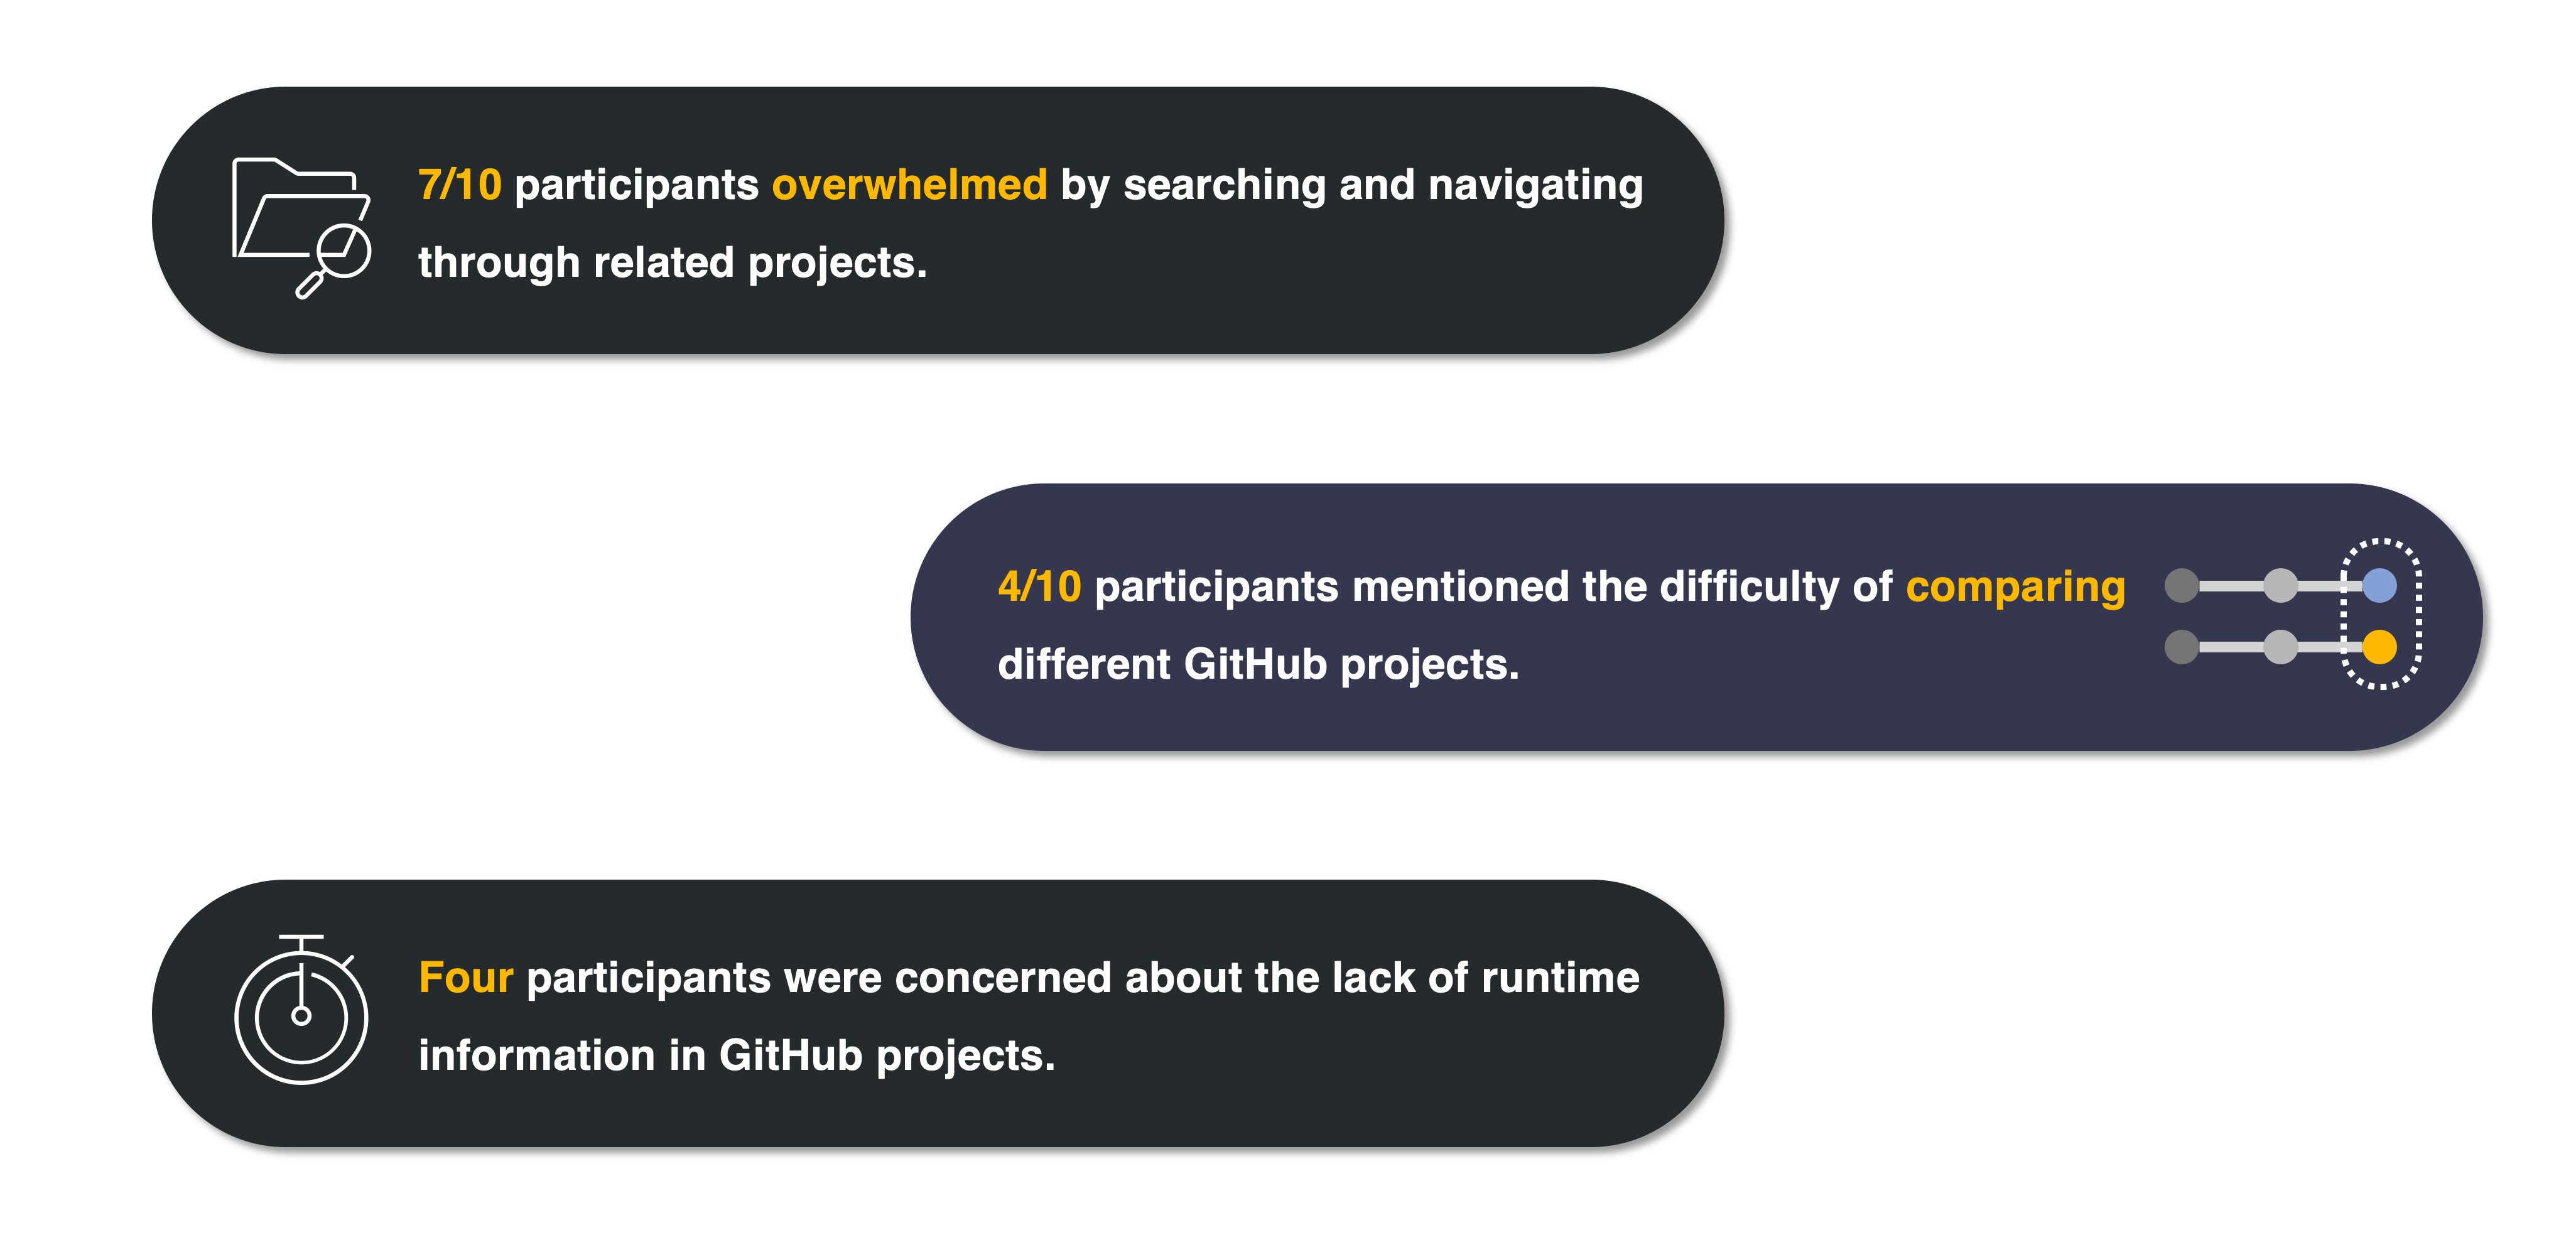 7/10 participants overwhelmed by searching and navigating
through related projects.
4/10 participants mentioned the difficulty of comparing
different GitHub projects.
Four participants were concerned about the lack of runtime
information in GitHub projects.